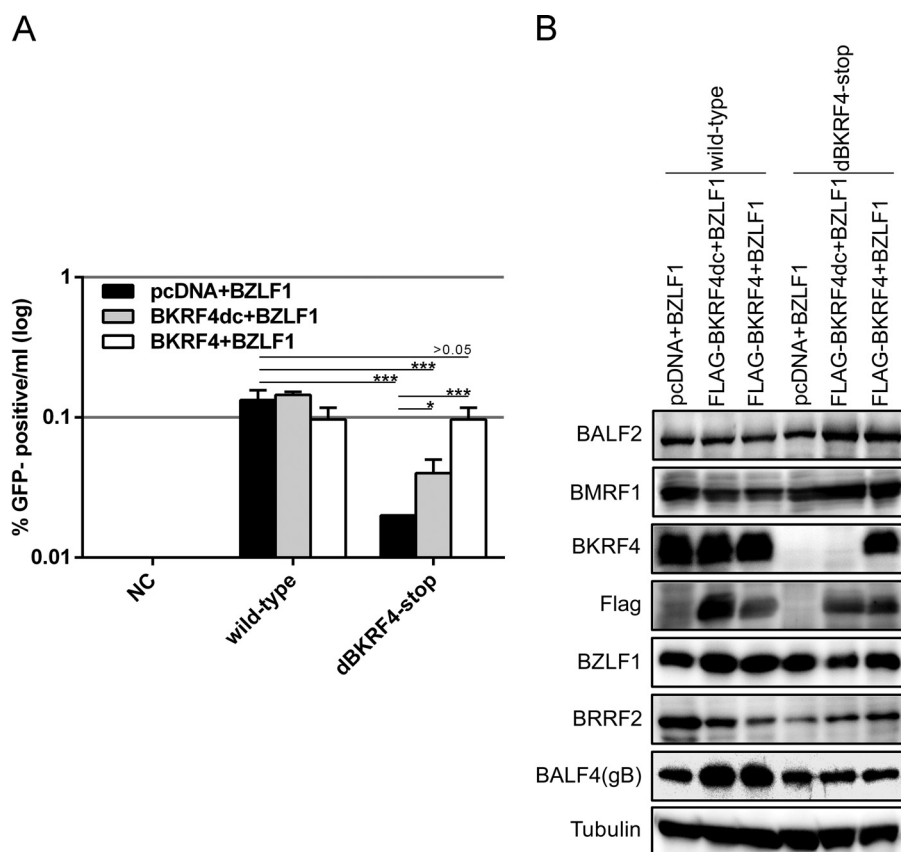 A
% GFP- positive/ml (log)
1
0.1
0.01
pcDNA+BZLF1
BKRF4dc+BZLF1
BKRF4+BZLF1
>0.05
***
***
***
*
NC
wild-type
dBKRF4-stop
B
wild-type
dBKRF4-stop
pcDNA+BZLF1
FLAG-BKRF4dc+BZLF1
FLAG-BKRF4+BZLF1
pcDNA+BZLF1
FLAG-BKRF4dc+BZLF1
FLAG-BKRF4+BZLF1
BALF2
BMRF1
BKRF4
Flag
BZLF1
BRRF2
BALF4(gB)
Tubulin